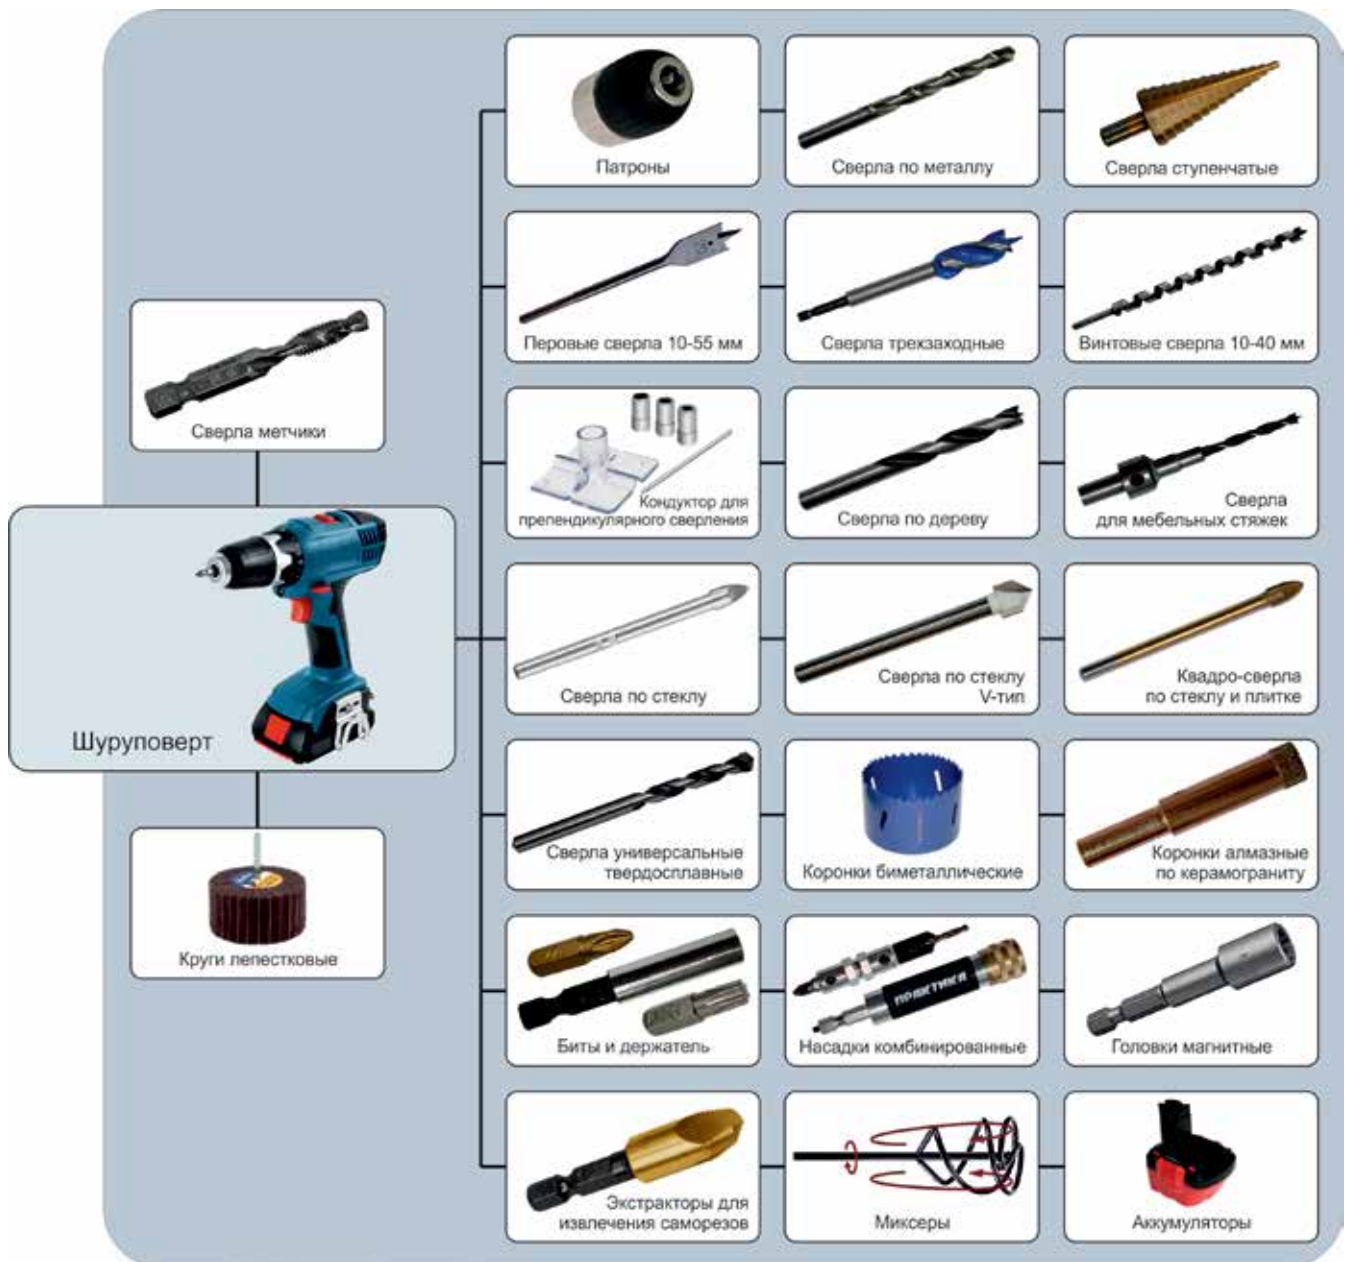 Патроны
Сверла по металлу
Сверла ступенчатые
Перовые сверла 10-55 мм
Сверла трехзаходные
Винтовые сверла 10-40 мм
Сверла метчики
Кондуктор для
препендикулярного сверления
Сверла по дереву
Сверла
для мебельных стяжек
Шуруповерт
Сверла по стеклу
Сверла по стеклу
V-тип
Квадро-сверла
по стеклу и плитке
Сверла универсальные
твердосплавные
Коронки биметаллические
Коронки алмазные
по керамограниту
Круги лепестковые
Биты и держатель
ПРАКТИКА
Насадки комбинированные
Головки магнитные
Экстракторы для
извлечения саморезов
Миксеры
Аккумуляторы